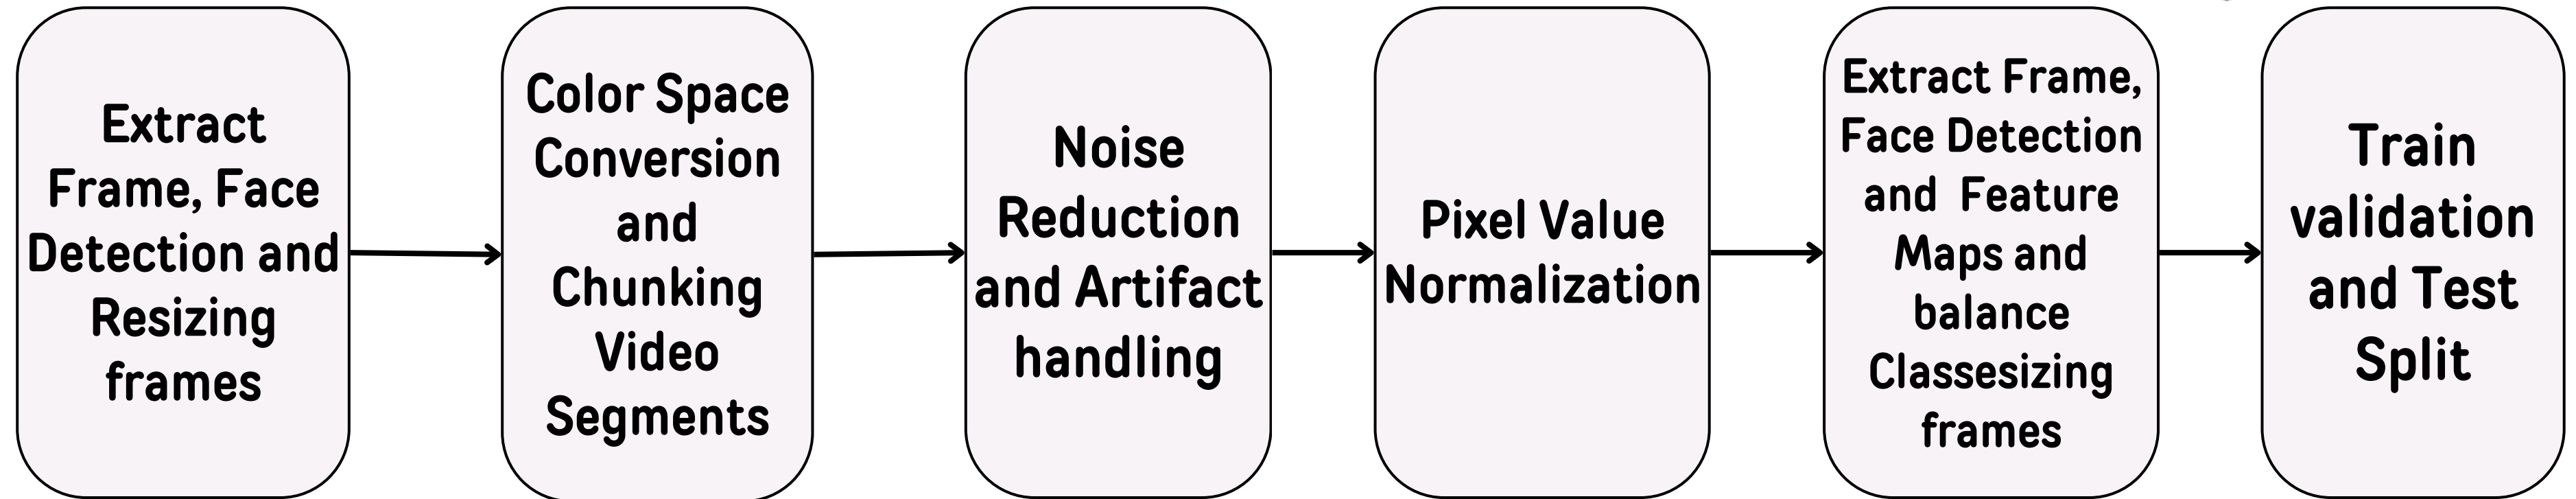 Extract
Frame, Face
Detection and
Resizing
frames
Color Space
Conversion
and
Chunking
Video
Segments
Noise
Reduction
and Artifact
handling
Pixel Value
Normalization
Extract Frame,
Face Detection
and Feature
Maps and
balance
Classesizing
frames
Train
validation
and Test
Split